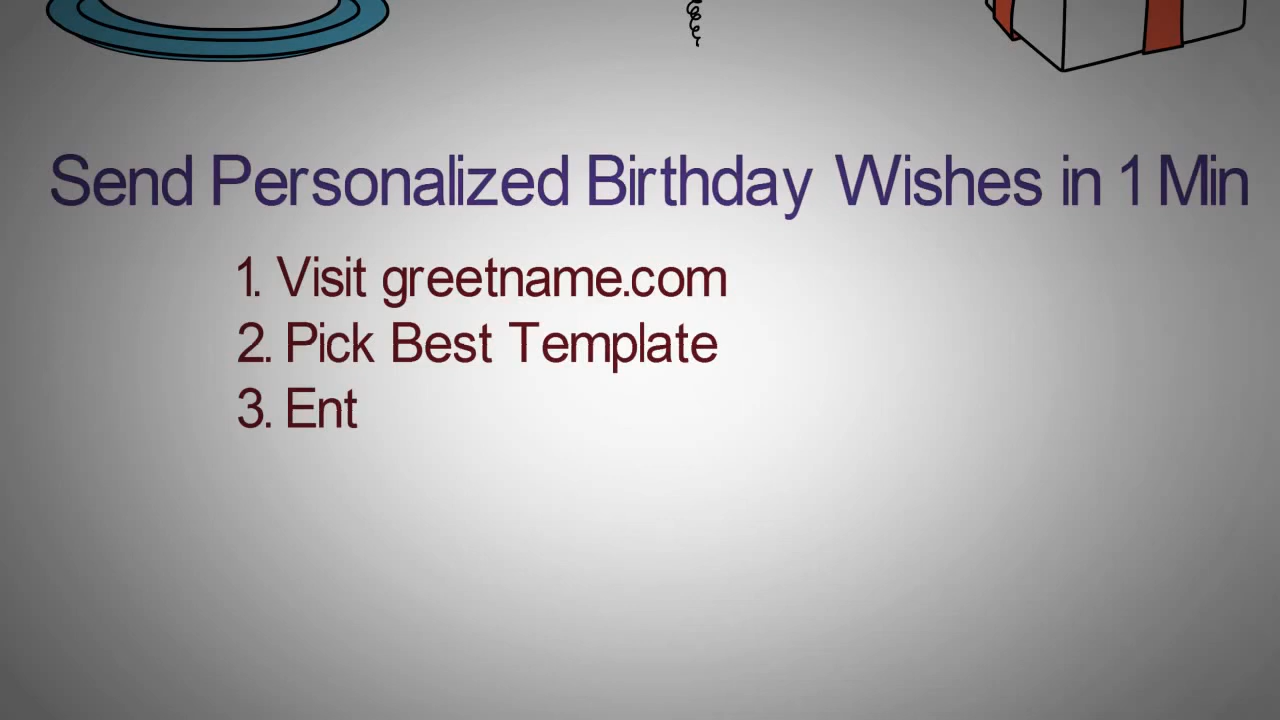 Send Personalized Birthday Wishes in 1 Min
1. Visit greetname.com
2. Pick Best Template
3. Ent